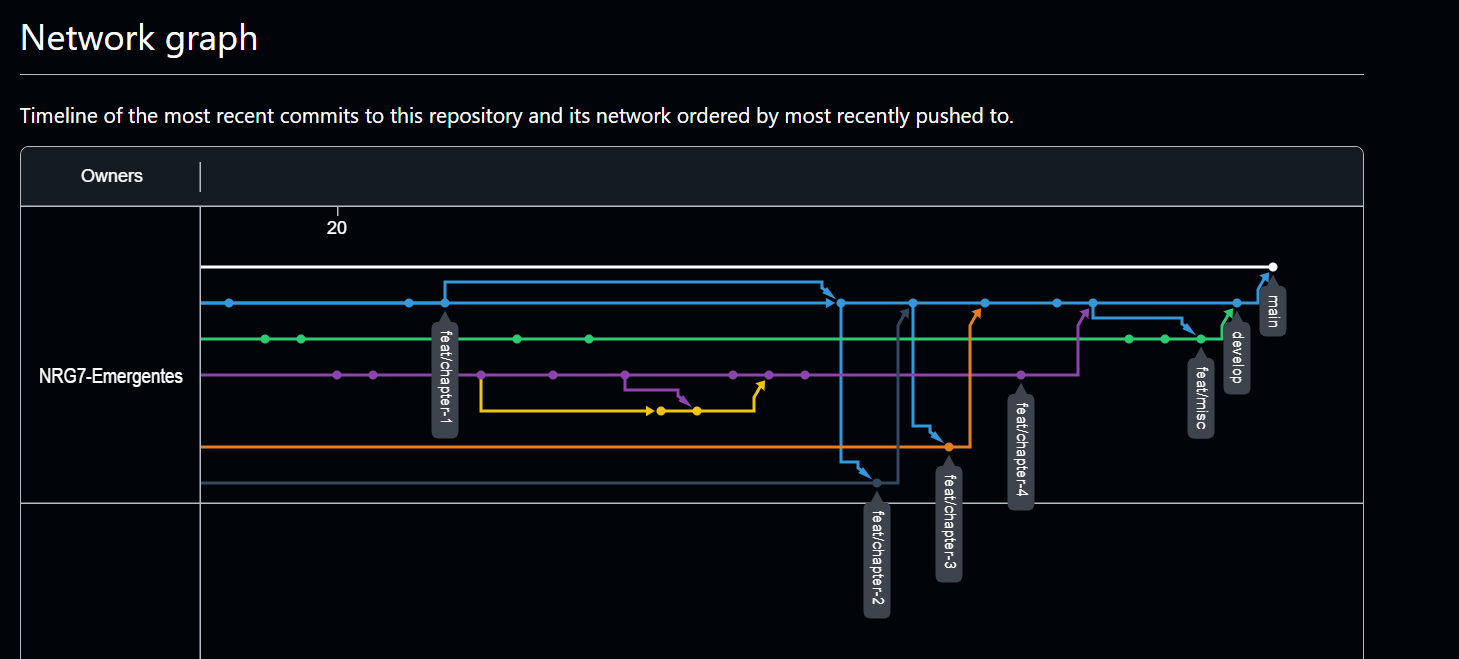 Network graph
Timeline of the most recent commits to this repository and its network ordered by most recently pushed to.
Owners
20
NRG7-Emergentes
main
develop
feat/chapter-1
feat/misc
feat/chapter-4
feat/chapter-3
feat/chapter-2